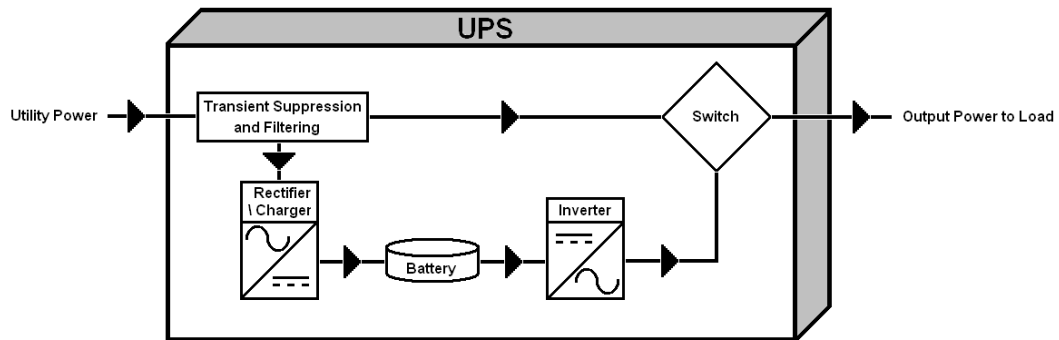 UPS
Utility Power
Transient Suppression
and Filtering
Switch
Output Power to Load
Rectifier
\ Charger
Battery
Inverter